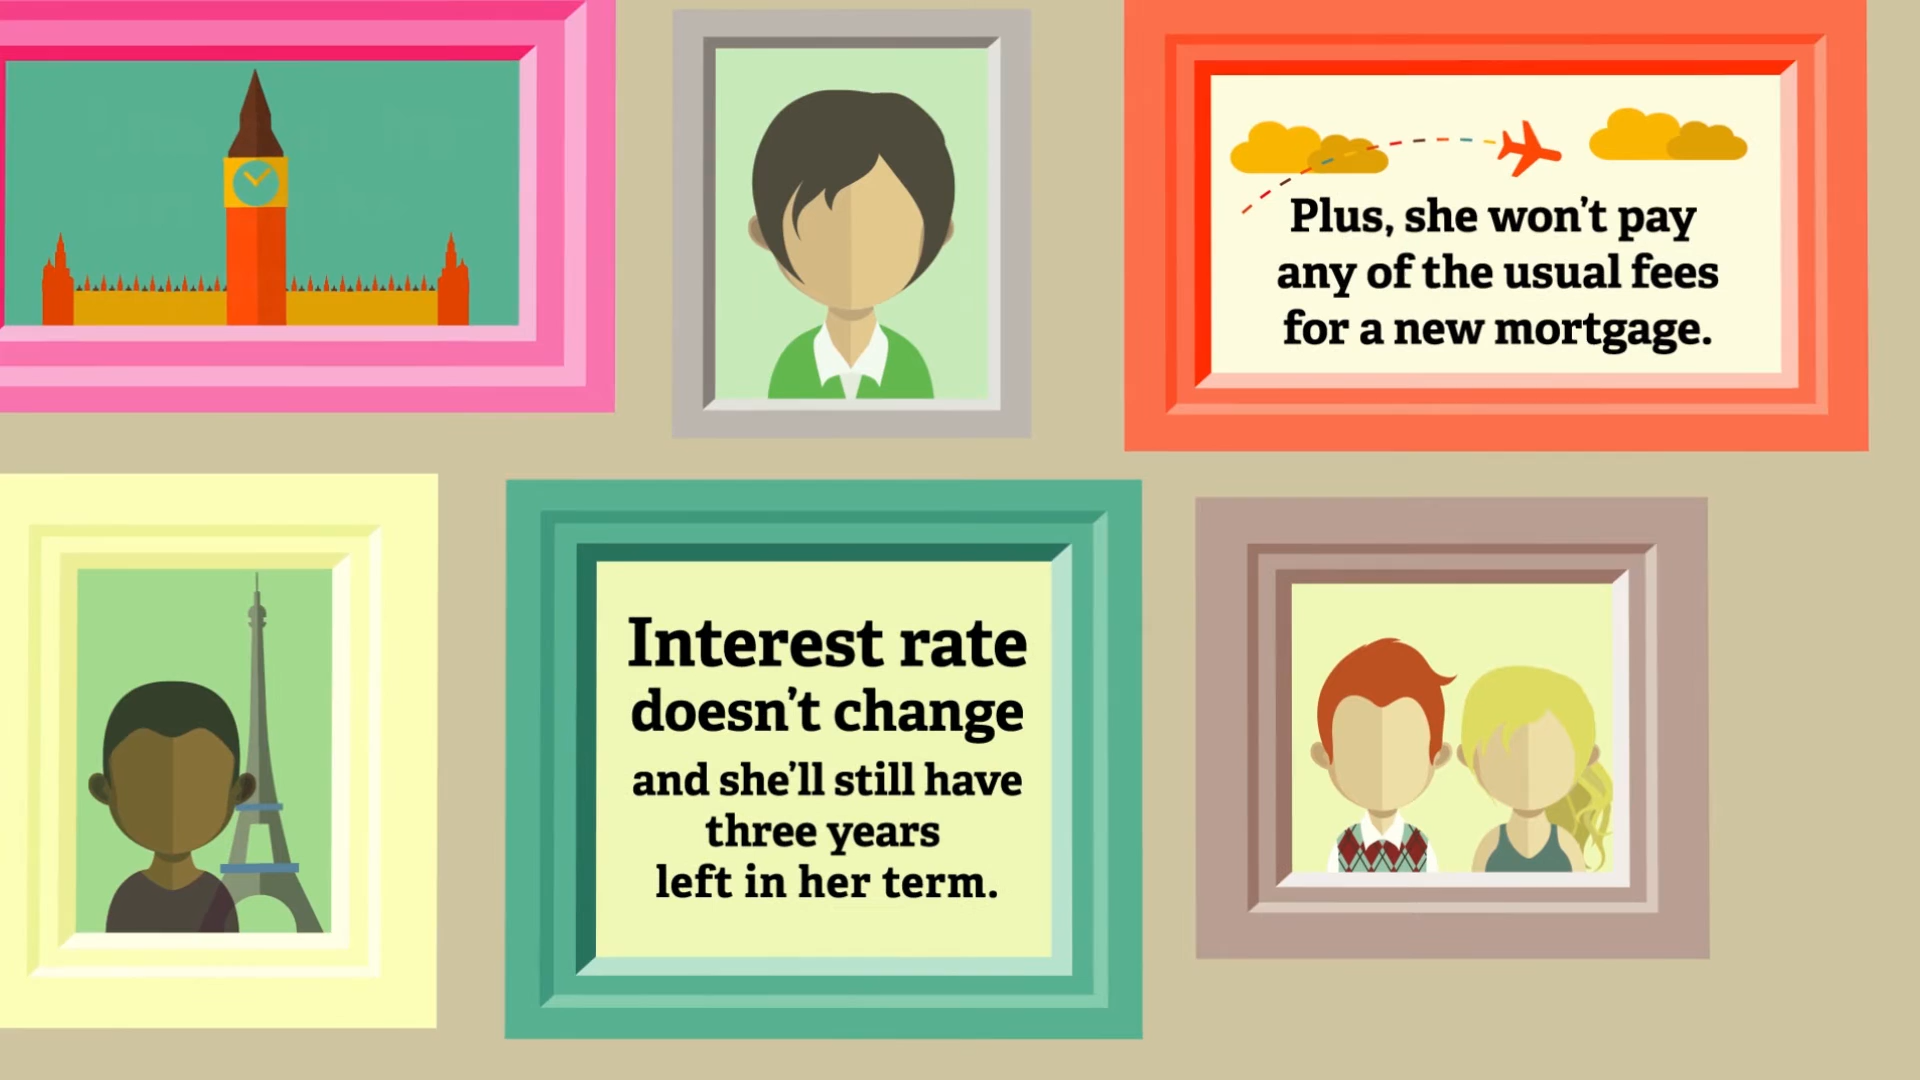 Plus, she won't pay
any of the usual fees
for a new mortgage.
Interest rate
doesn't change
and she'll still have
three years
left in her term.